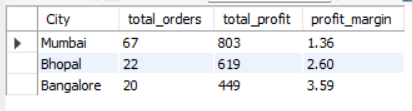 City total_orders total_profit profit_margin
Mumbai 67 803 1.36
Bhopal 22 619 2.60
Bangalore 20 449 3.59